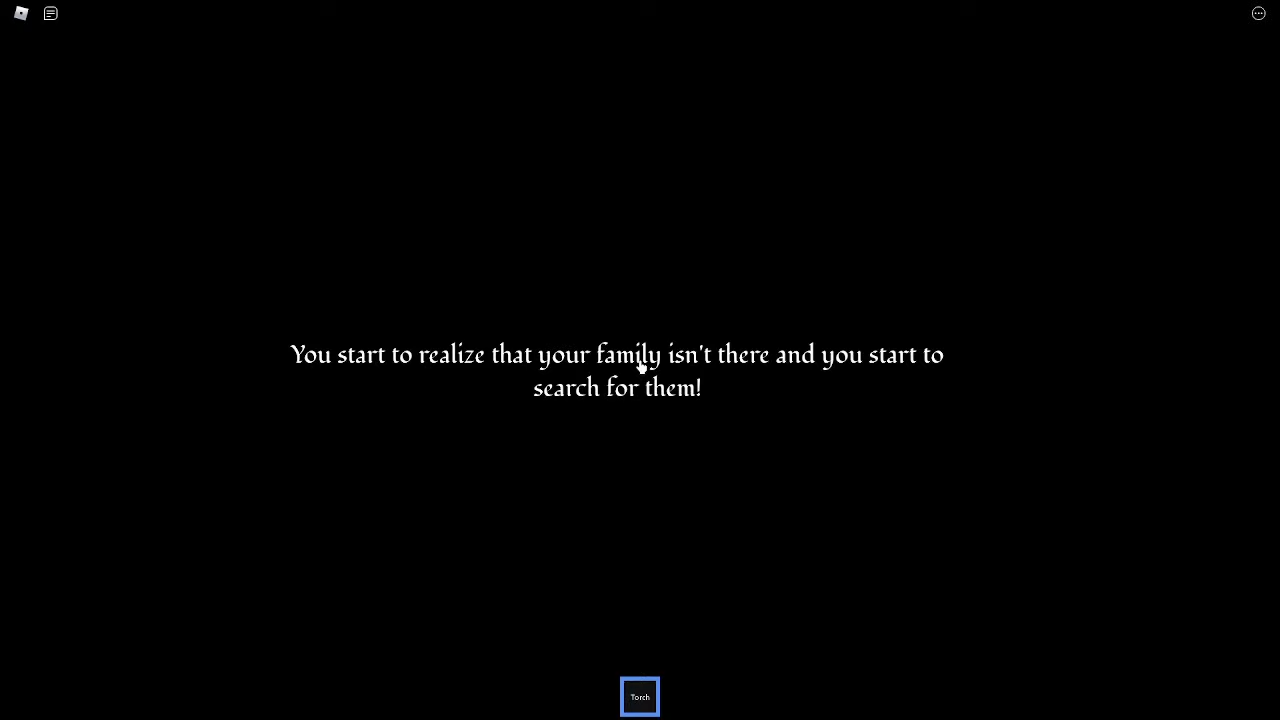 You start to realize that your family isn't there and you start to
search for them!
Torch